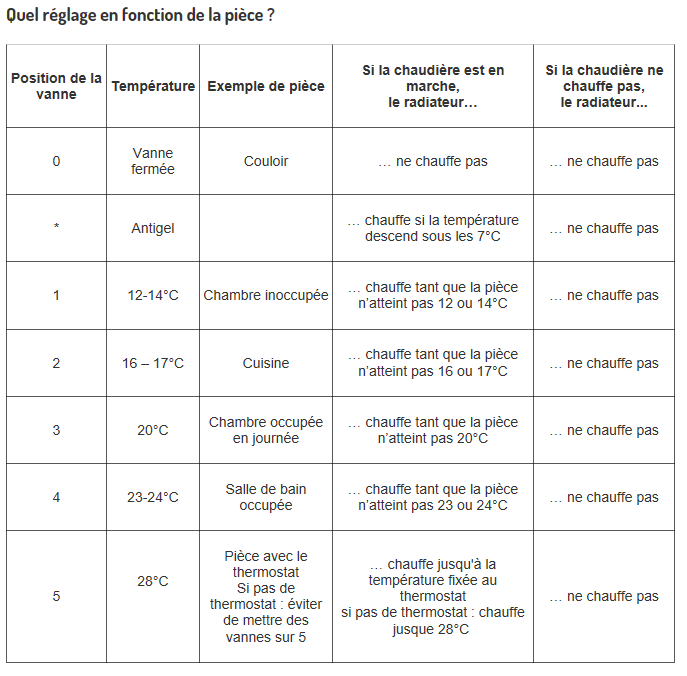 Quel réglage en fonction de la pièce ?
Position de la
vanne
Température
Exemple de pièce
Si la chaudière est en
marche,
le radiateur…
Si la chaudière ne
chauffe pas,
le radiateur...
0
Vanne
fermée
Couloir
… ne chauffe pas
… ne chauffe pas
*
Antigel
… chauffe si la température
descend sous les 7°C
… ne chauffe pas
1
12-14°C
Chambre inoccupée
… chauffe tant que la pièce
n’atteint pas 12 ou 14°C
… ne chauffe pas
2
16 – 17°C
Cuisine
… chauffe tant que la pièce
n’atteint pas 16 ou 17°C
… ne chauffe pas
3
20°C
Chambre occupée
en journée
… chauffe tant que la pièce
n’atteint pas 20°C
… ne chauffe pas
4
23-24°C
Salle de bain
occupée
… chauffe tant que la pièce
n’atteint pas 23 ou 24°C
… ne chauffe pas
5
28°C
Pièce avec le
thermostat
Si pas de
thermostat : éviter
de mettre des
vannes sur 5
… chauffe jusqu'à la
température fixée au
thermostat
si pas de thermostat : chauffe
jusque 28°C
… ne chauffe pas